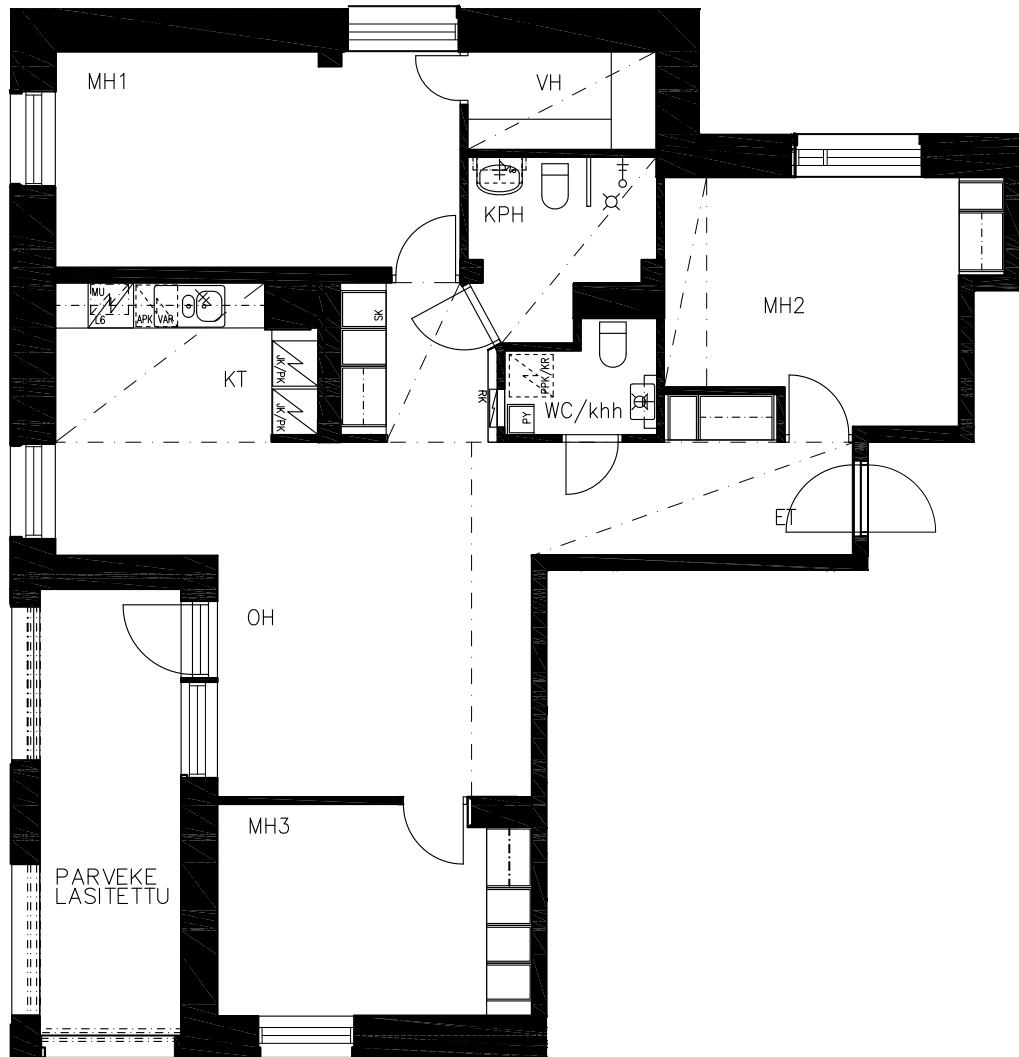 MH1
VH
KPH
MH2
MU
L6
APK
VAR
SK
JK/PK
JK/PK
KT
RK
PPK/KR
PY
WC/khh
ET
OH
MH3
PARVEKE
LASITETTU